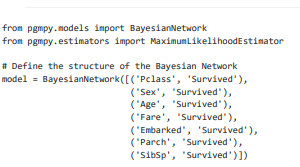 from pgmpy.models import BayesianNetwork
from pgmpy.estimators import MaximumLikelihoodEstimator
# Define the structure of the Bayesian Network
model = BayesianNetwork([('Pclass', 'Survived'),
('Sex', 'Survived'),
('Age', 'Survived'),
('Fare', 'Survived'),
('Embarked', 'Survived'),
('Parch', 'Survived'),
('SibSp', 'Survived')])